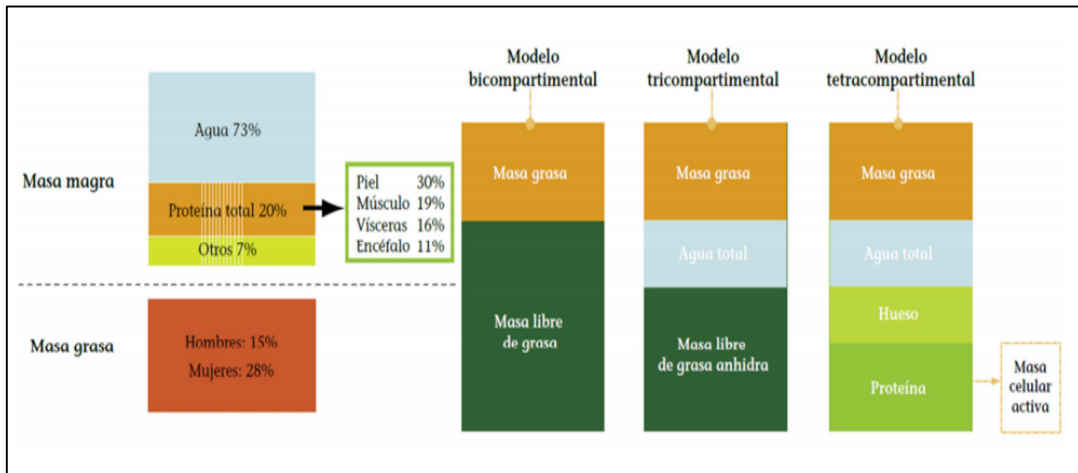 Masa magra
Agua 73%
Proteína total 20%
Otros 7%
Piel 30%
Músculo 19%
Vísceras 16%
Encéfalo 11%
Masa grasa
Hombres: 15%
Mujeres: 28%
Modelo
bicompartimental
Masa grasa
Masa libre
de grasa
Modelo
tricompartimental
Masa grasa
Agua total
Masa libre
de grasa anhidra
Modelo
tetracompartimental
Masa grasa
Agua total
Hueso
Proteína
Masa
celular
activa